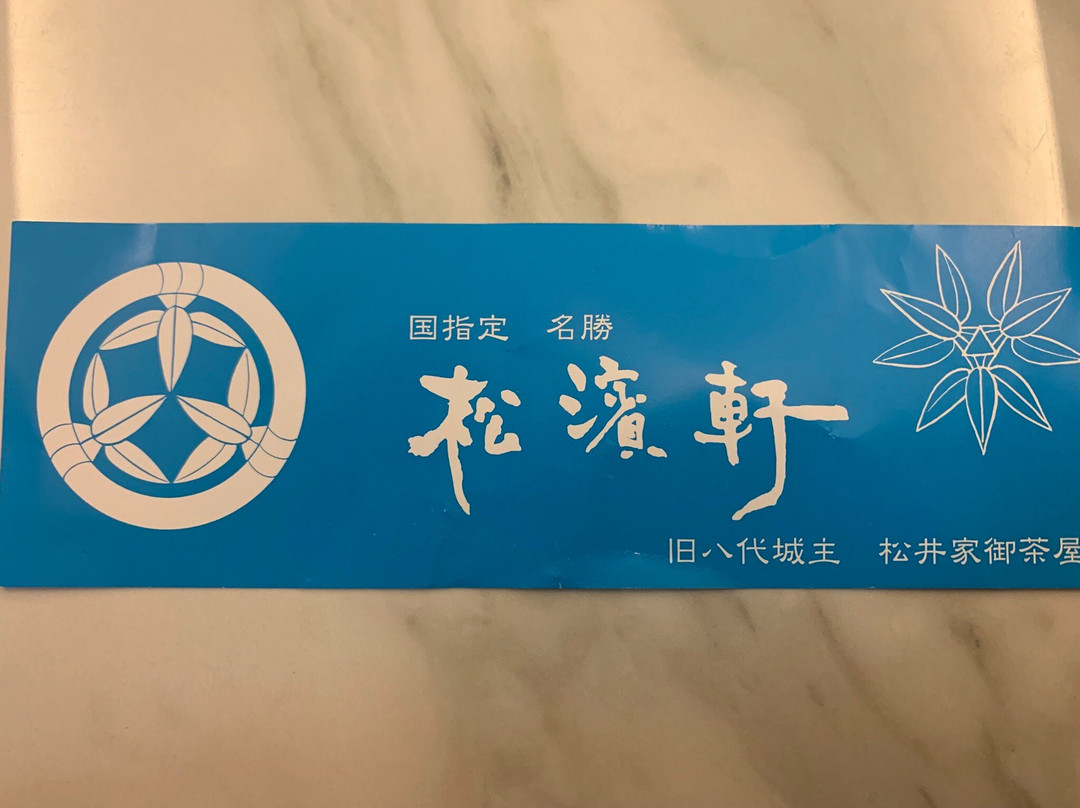 国指定　名勝
松濱軒
旧八代城主　松井家御茶屋